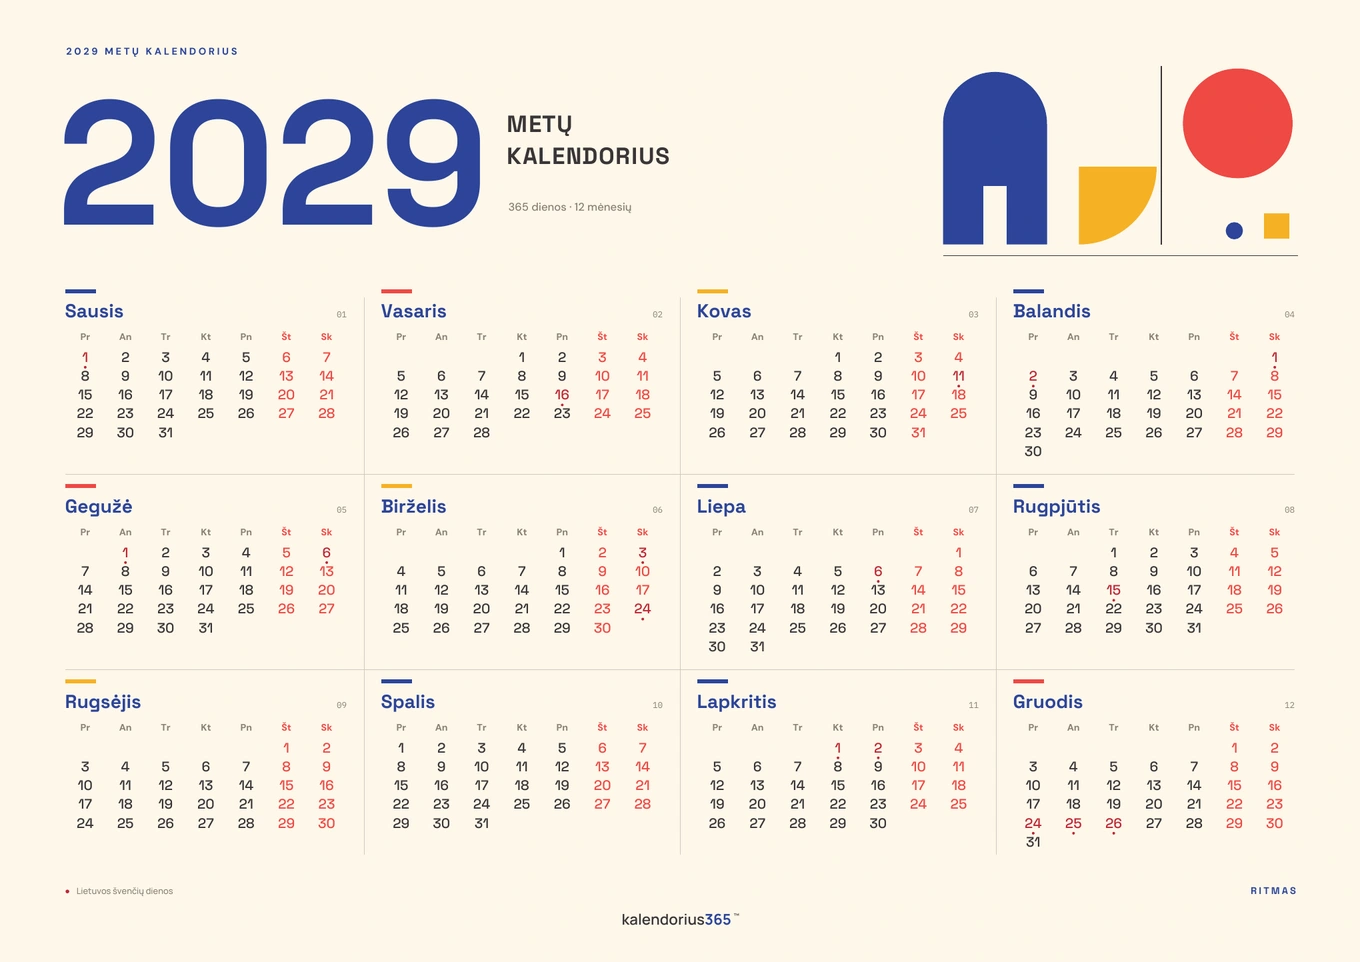 2029 METŲ KALENDORIUS
2029
METŲ
KALENDORIUS
365 dienos · 12 mėnesių
Sausis 01
Pr An Tr Kt Pn Št Sk
1 2 3 4 5 6 7
8 9 10 11 12 13 14
15 16 17 18 19 20 21
22 23 24 25 26 27 28
29 30 31
Vasaris 02
Pr An Tr Kt Pn Št Sk
1 2 3 4
5 6 7 8 9 10 11
12 13 14 15 16 17 18
19 20 21 22 23 24 25
26 27 28
Kovas 03
Pr An Tr Kt Pn Št Sk
1 2 3 4
5 6 7 8 9 10 11
12 13 14 15 16 17 18
19 20 21 22 23 24 25
26 27 28 29 30 31
Balandis 04
Pr An Tr Kt Pn Št Sk
1
2 3 4 5 6 7 8
9 10 11 12 13 14 15
16 17 18 19 20 21 22
23 24 25 26 27 28 29
30
Gegužė 05
Pr An Tr Kt Pn Št Sk
1 2 3 4 5 6
7 8 9 10 11 12 13
14 15 16 17 18 19 20
21 22 23 24 25 26 27
28 29 30 31
Birželis 06
Pr An Tr Kt Pn Št Sk
1 2 3
4 5 6 7 8 9 10
11 12 13 14 15 16 17
18 19 20 21 22 23 24
25 26 27 28 29 30
Liepa 07
Pr An Tr Kt Pn Št Sk
1
2 3 4 5 6 7 8
9 10 11 12 13 14 15
16 17 18 19 20 21 22
23 24 25 26 27 28 29
30 31
Rugpjūtis 08
Pr An Tr Kt Pn Št Sk
1 2 3 4 5
6 7 8 9 10 11 12
13 14 15 16 17 18 19
20 21 22 23 24 25 26
27 28 29 30 31
Rugsėjis 09
Pr An Tr Kt Pn Št Sk
1 2
3 4 5 6 7 8 9
10 11 12 13 14 15 16
17 18 19 20 21 22 23
24 25 26 27 28 29 30
Spalis 10
Pr An Tr Kt Pn Št Sk
1 2 3 4 5 6 7
8 9 10 11 12 13 14
15 16 17 18 19 20 21
22 23 24 25 26 27 28
29 30 31
Lapkritis 11
Pr An Tr Kt Pn Št Sk
1 2 3 4
5 6 7 8 9 10 11
12 13 14 15 16 17 18
19 20 21 22 23 24 25
26 27 28 29 30
Gruodis 12
Pr An Tr Kt Pn Št Sk
1 2
3 4 5 6 7 8 9
10 11 12 13 14 15 16
17 18 19 20 21 22 23
24 25 26 27 28 29 30
31
Lietuvos švenčių dienos
RITMAS
kalendorius365™